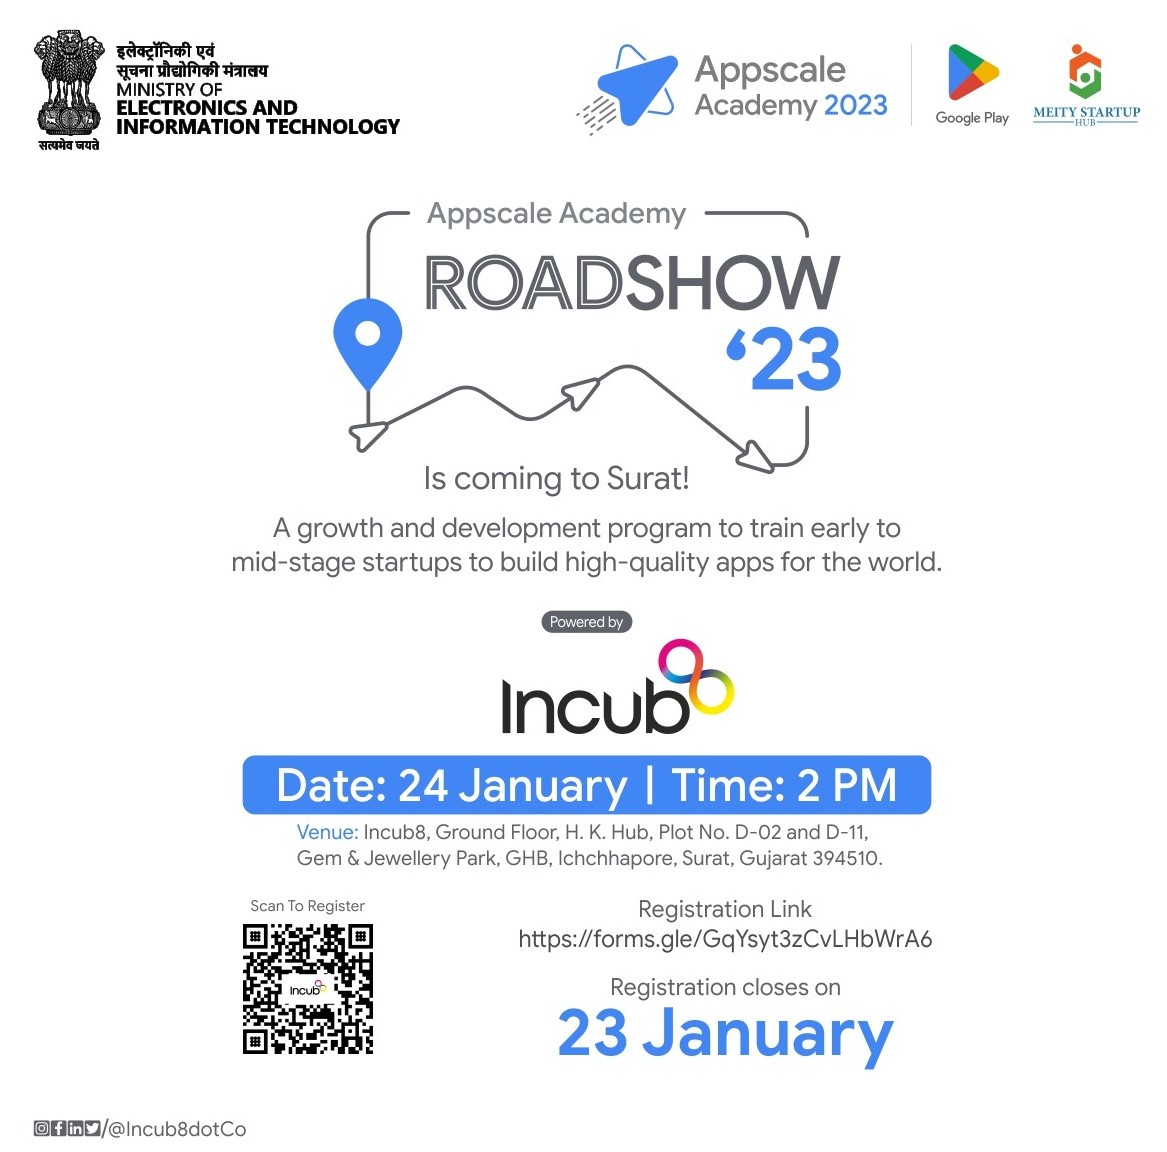 इलेक्ट्रॉनिकी एवं
सूचना प्रौद्योगिकी मंत्रालय
MINISTRY OF
ELECTRONICS AND
INFORMATION TECHNOLOGY
सत्यमेव जयते
Appscale
Academy 2023
Google Play
MEITY STARTUP
HUB
Appscale Academy
ROADSHOW
‘23
Is coming to Surat!
A growth and development program to train early to
mid-stage startups to build high-quality apps for the world.
Powered by
Incub8
Date: 24 January | Time: 2 PM
Venue: Incub8, Ground Floor, H. K. Hub, Plot No. D-02 and D-11,
Gem & Jewellery Park, GHB, Ichchhapore, Surat, Gujarat 394510.
Scan To Register
Incub8
Registration Link
https://forms.gle/GqYsyt3zCvLHbWrA6
Registration closes on
23 January
/@Incub8dotCo